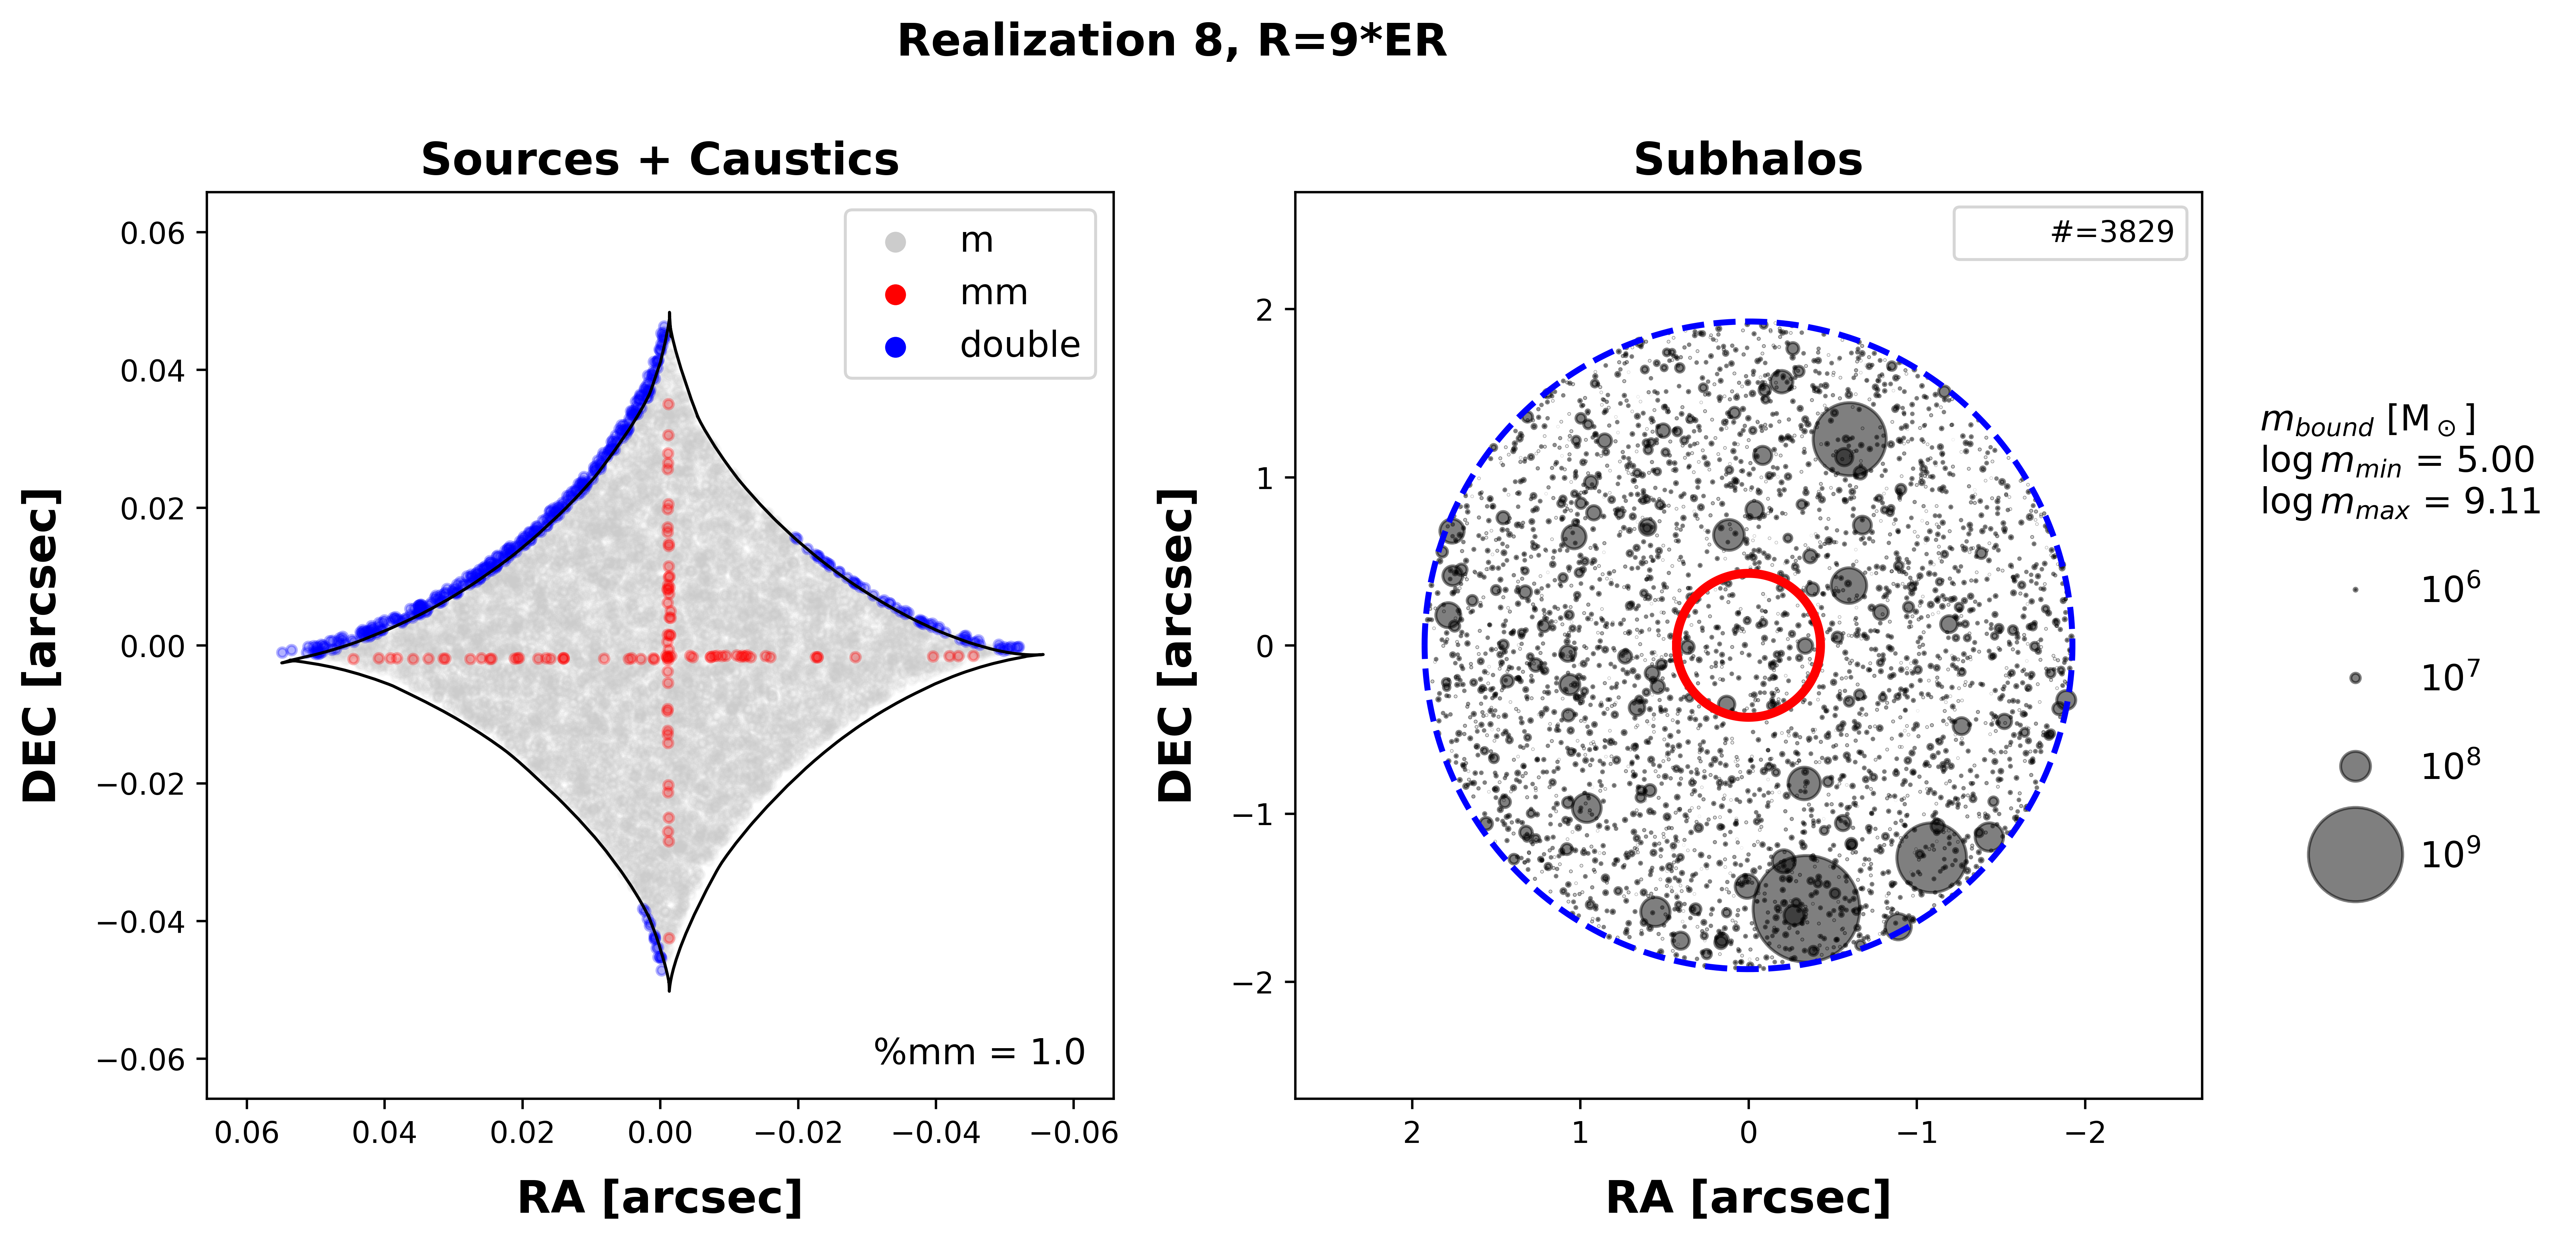 Realization 8, R=9*ER
Sources + Caustics
m
mm
double
%mm = 1.0
0.06
0.04
0.02
0.00
−0.02
−0.04
−0.06
DEC [arcsec]
0.06
0.04
0.02
0.00
−0.02
−0.04
−0.06
RA [arcsec]
Subhalos
#=3829
2
1
0
−1
−2
DEC [arcsec]
2
1
0
−1
−2
RA [arcsec]
m_bound [M_⊙]
log m_min = 5.00
log m_max = 9.11
10^6
10^7
10^8
10^9